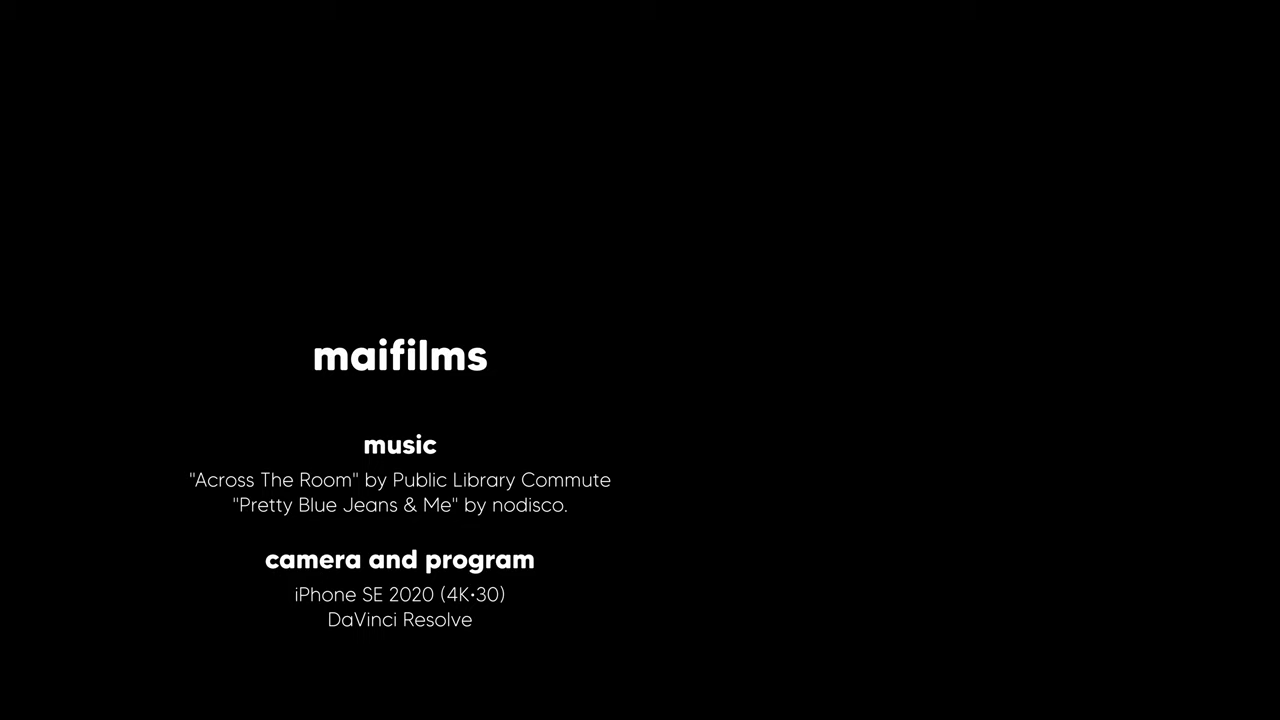 maifilms
music
"Across The Room" by Public Library Commute
"Pretty Blue Jeans & Me" by nodisco.
camera and program
iPhone SE 2020 (4K•30)
DaVinci Resolve